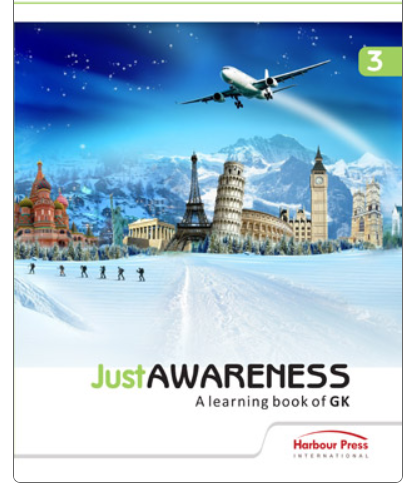 3
JustAWARENESS
A learning book of GK
Harbour Press
INTERNATIONAL